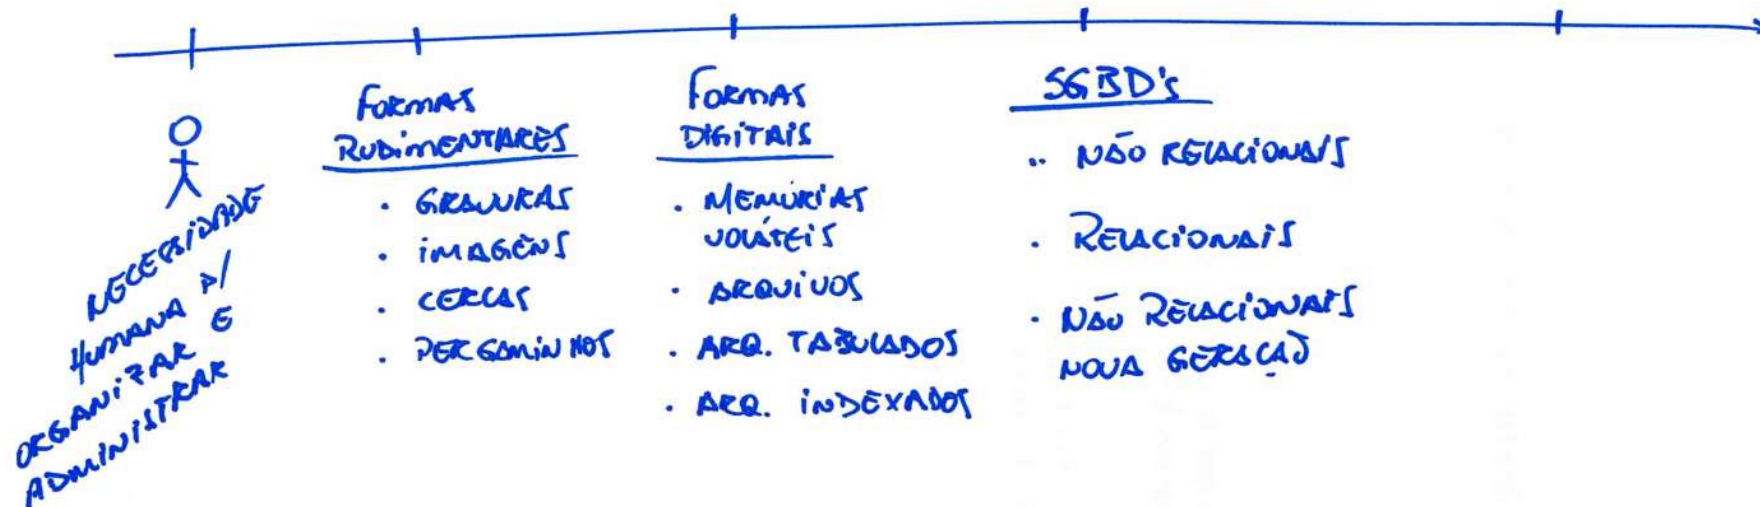 NECESSIDADE
HUMANA P/
ORGANIZAR E
ADMINISTRAR
FORMAS
RUDIMENTARES
. GRAVURAS
. IMAGENS
. CERCAS
. PERGAMINHOS
FORMAS
DIGITAIS
. MEMÓRIAS
VOLÁTEIS
. ARQUIVOS
. ARQ. TABULADOS
. ARQ. INDEXADOS
SGBD's
.. NÃO RELACIONAIS
. RELACIONAIS
. NÃO RELACIONAIS
NOVA GERAÇÃO